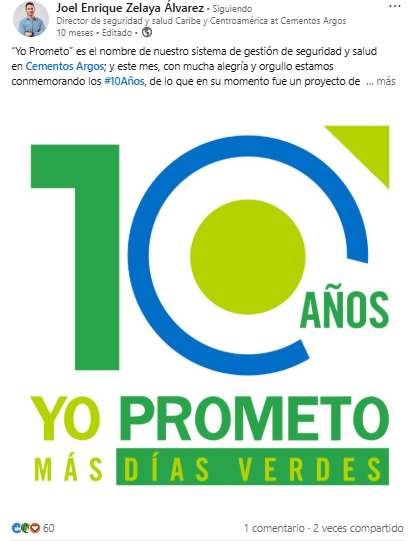 Joel Enrique Zelaya Álvarez • Siguiendo
Director de seguridad y salud Caribe y Centroamérica at Cementos Argos
10 meses • Editado •
"Yo Prometo" es el nombre de nuestro sistema de gestión de seguridad y salud
en Cementos Argos; y este mes, con mucha alegría y orgullo estamos
conmemorando los #10Años, de lo que en su momento fue un proyecto de ... más
10
AÑOS
YO PROMETO
MÁS DÍAS VERDES
60
1 comentario · 2 veces compartido